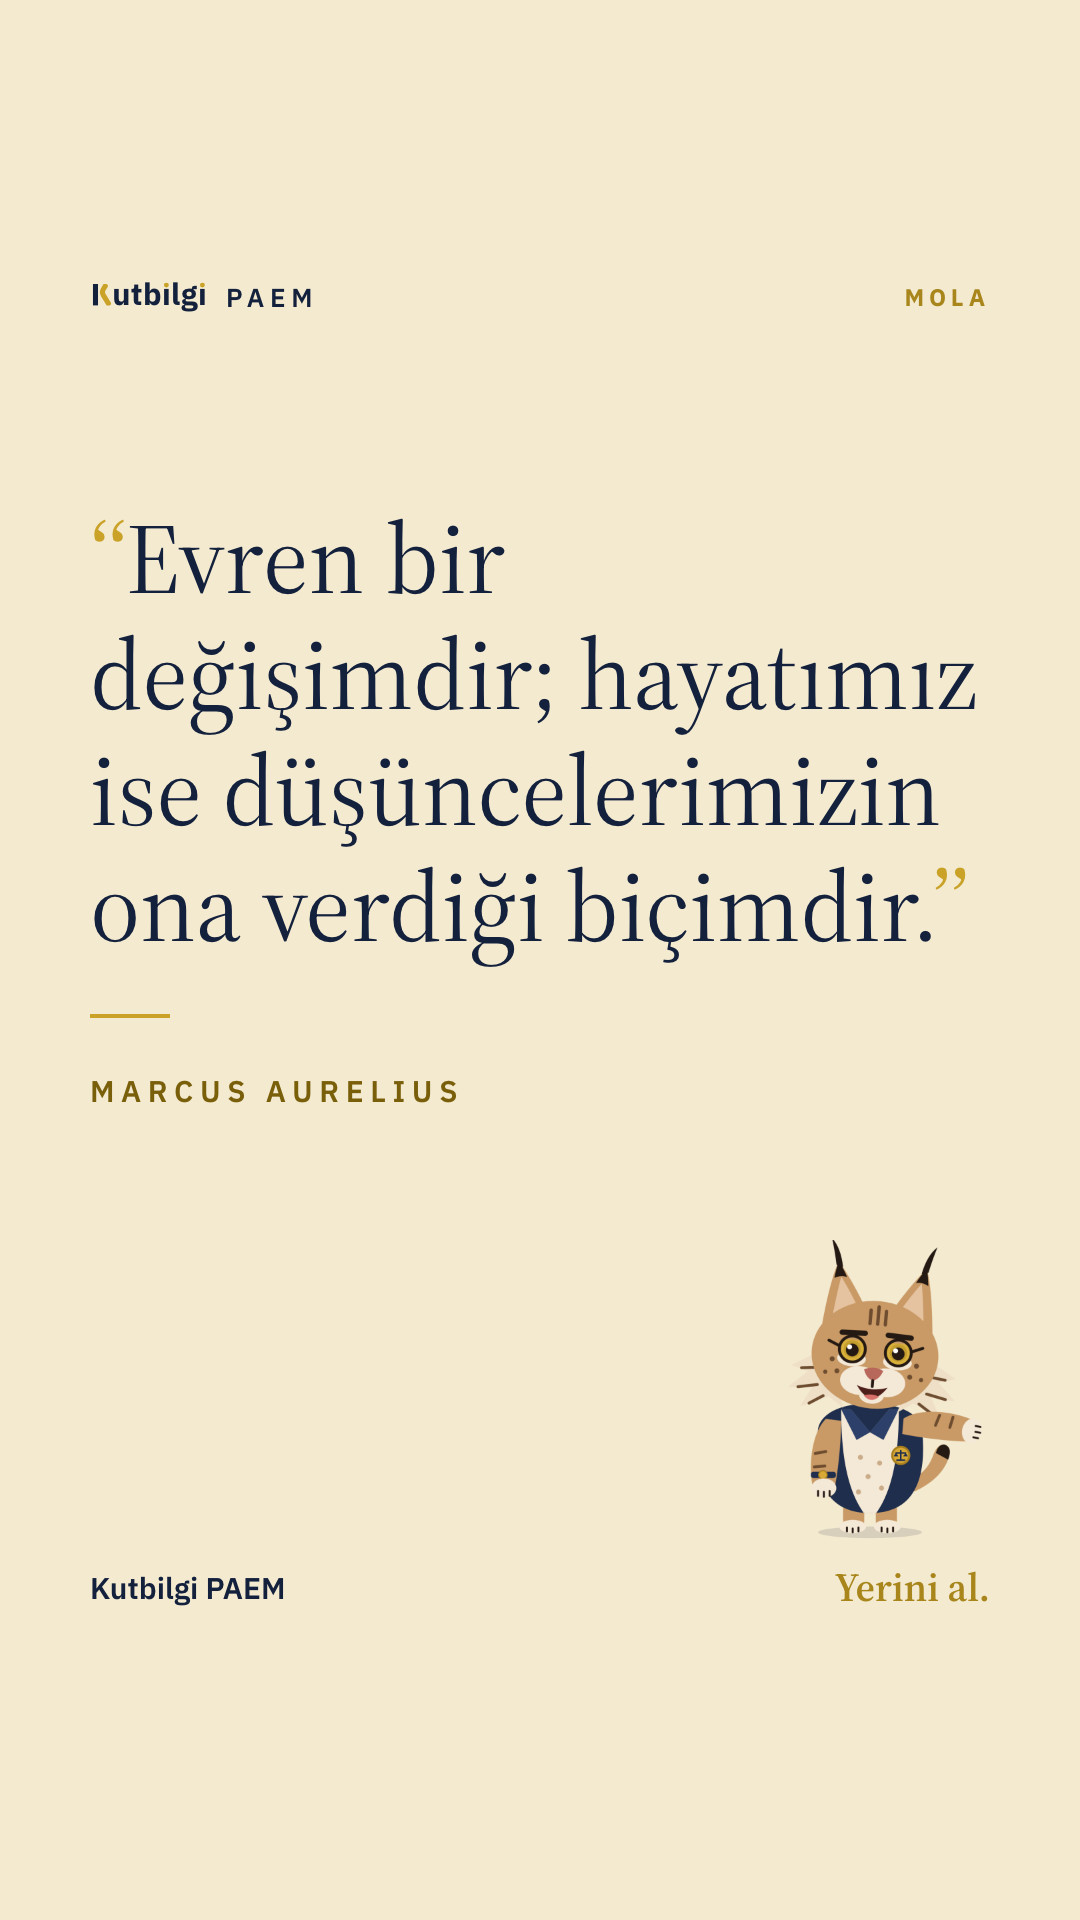 Kutbilgi PAEM
MOLA
“Evren bir
değişimdir; hayatımız
ise düşüncelerimizin
ona verdiği biçimdir.”
MARCUS AURELIUS
Kutbilgi PAEM
Yerini al.